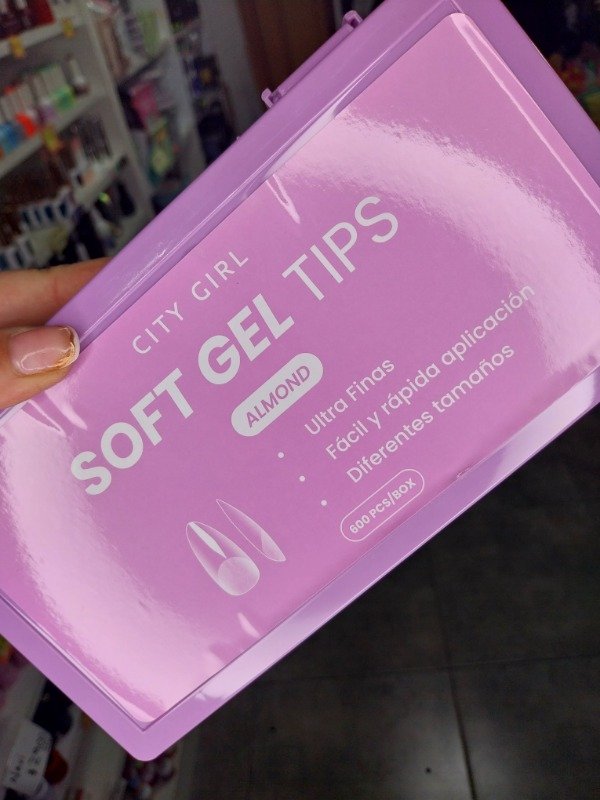 CITY GIRL
SOFT GEL TIPS
ALMOND
Ultra Finas
Fácil y rápida aplicación
Diferentes tamaños
600 PCS/BOX